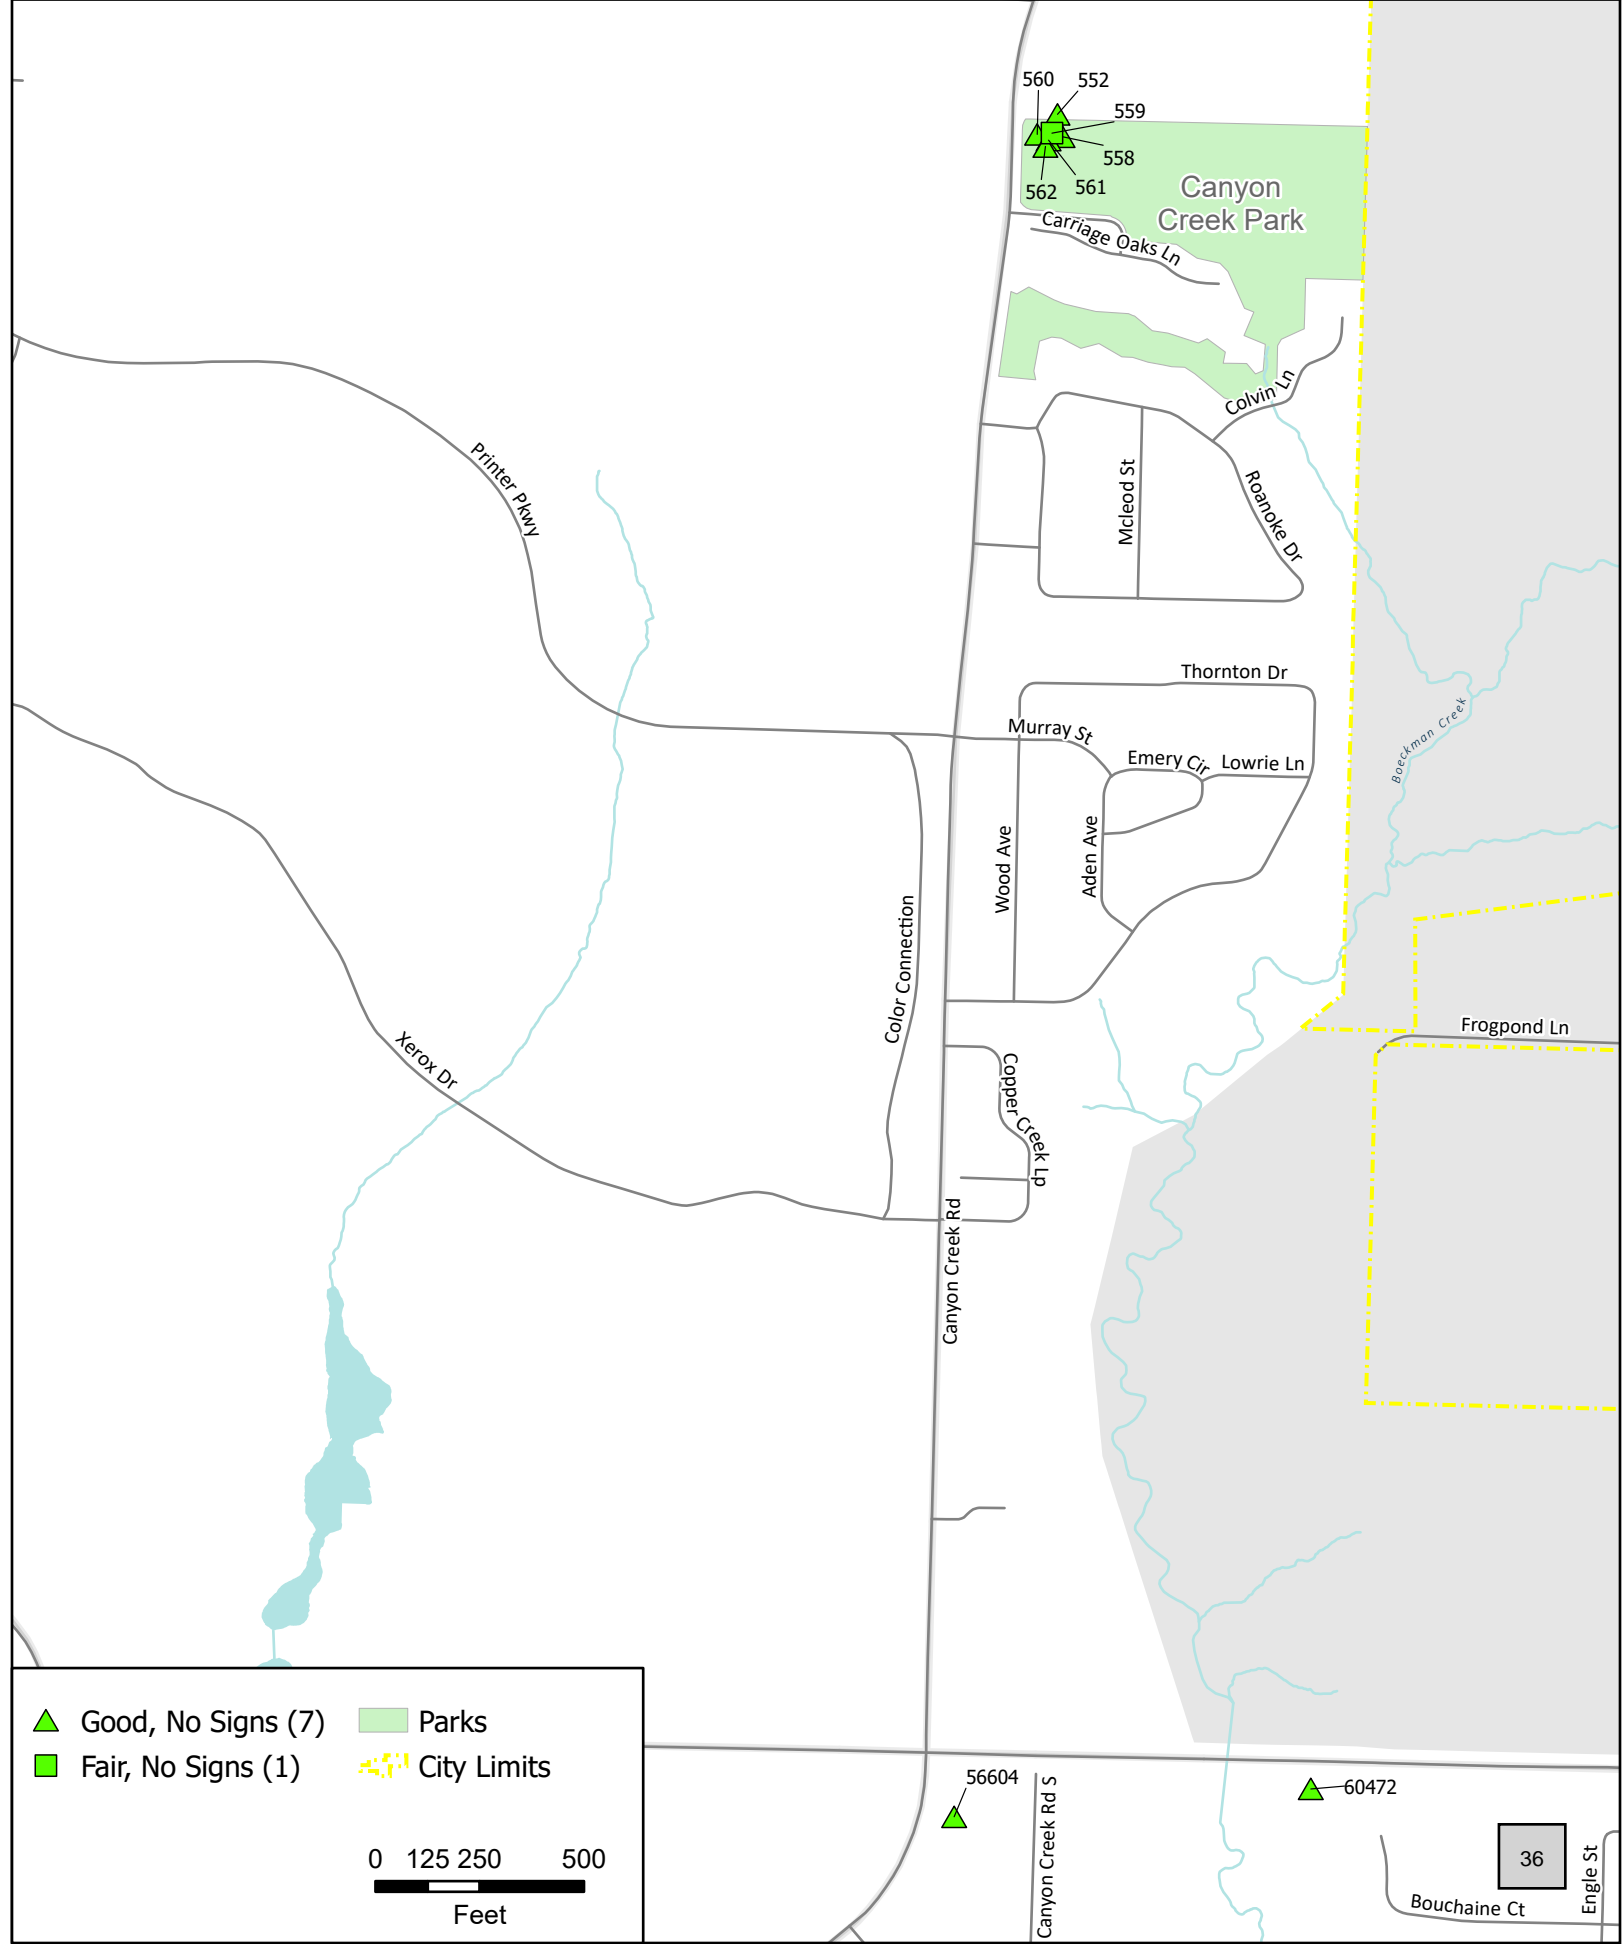 560
552
559
558
561
562
Canyon
Creek Park
Carriage Oaks Ln
Colvin Ln
Printer Pkwy
Mcleod St
Roanoke Dr
Thornton Dr
Murray St
Emery Cir
Lowrie Ln
Boeckman Creek
Wood Ave
Aden Ave
Color Connection
Frogpond Ln
Xerox Dr
Copper Creek Lp
Canyon Creek Rd
Good, No Signs (7)
Parks
Fair, No Signs (1)
City Limits
0 125 250 500
Feet
56604
60472
Canyon Creek Rd S
36
Engle St
Bouchaine Ct